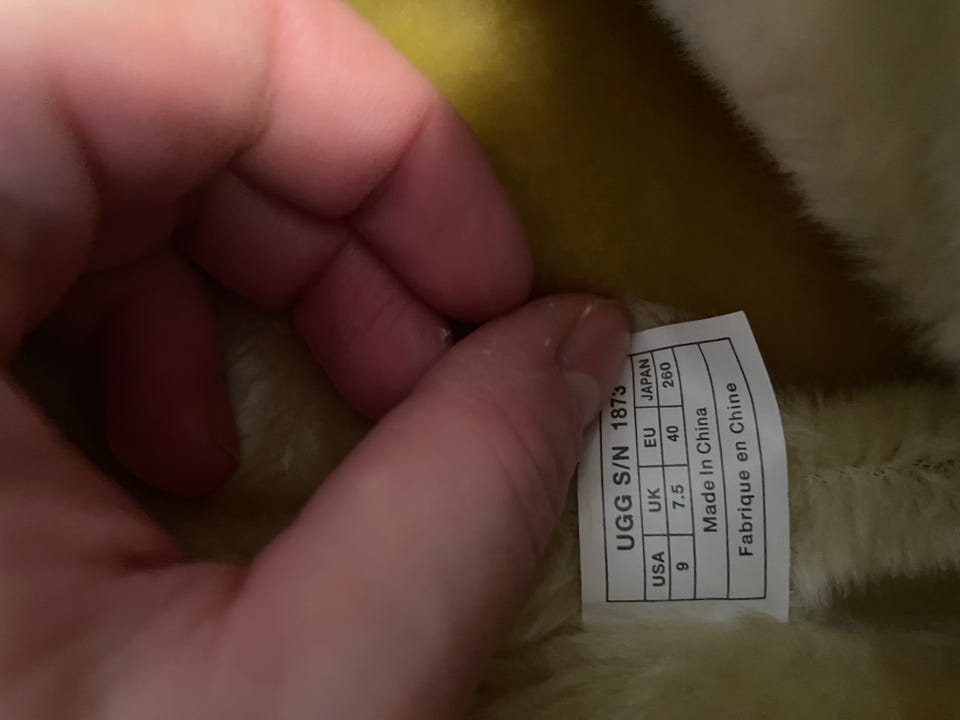 UGG S/N 1873
USA UK EU JAPAN
9 7.5 40 260
Made In China
Fabrique en Chine